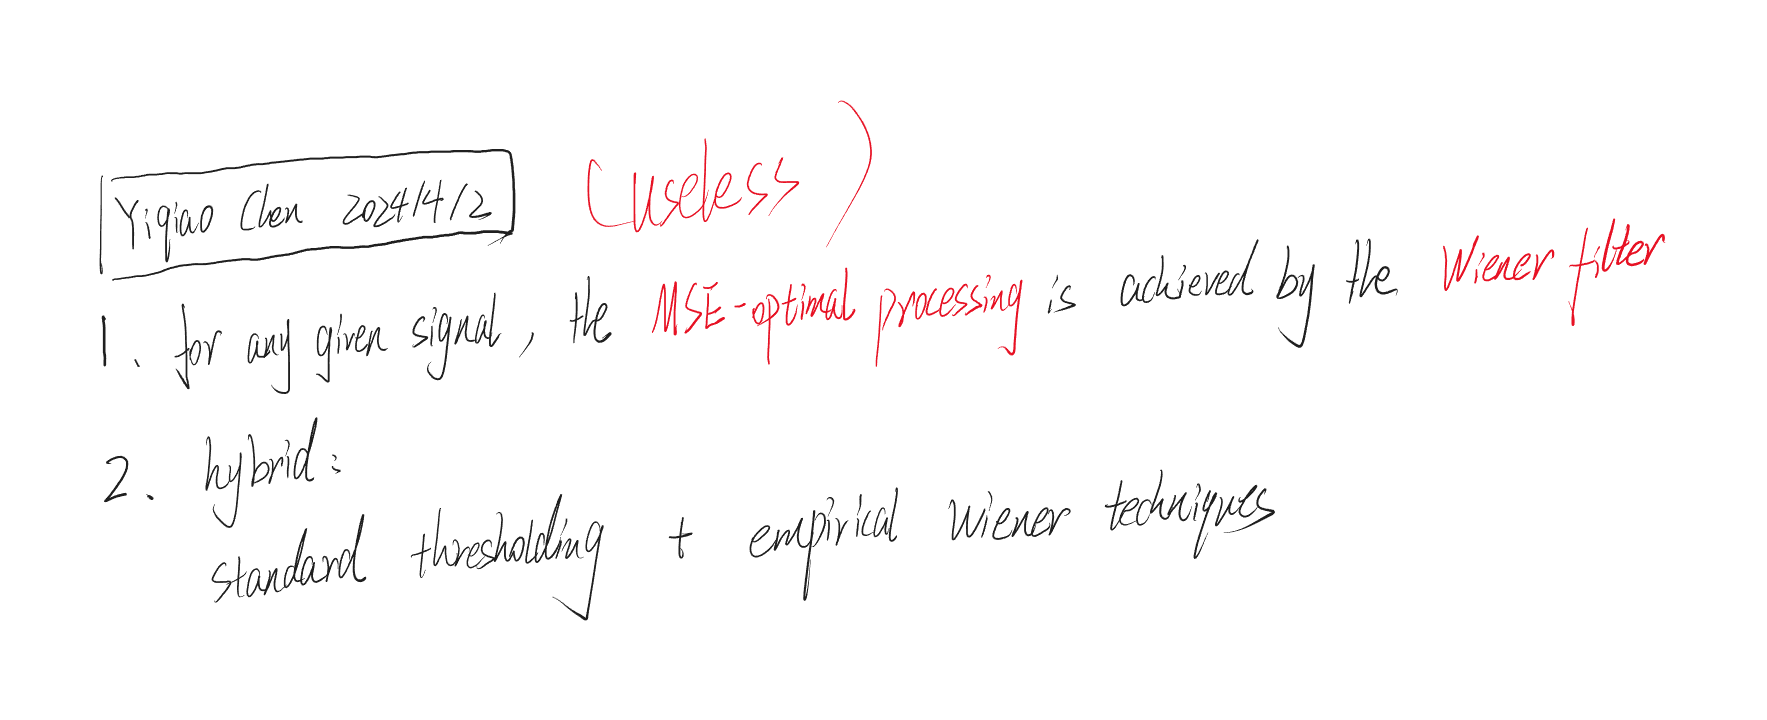 Yiqiao Chen 2024/4/2 (useless)
1. for any given signal, the MSE-optimal processing is achieved by the Wiener filter
2. hybrid:
standard thresholding + empirical Wiener techniques